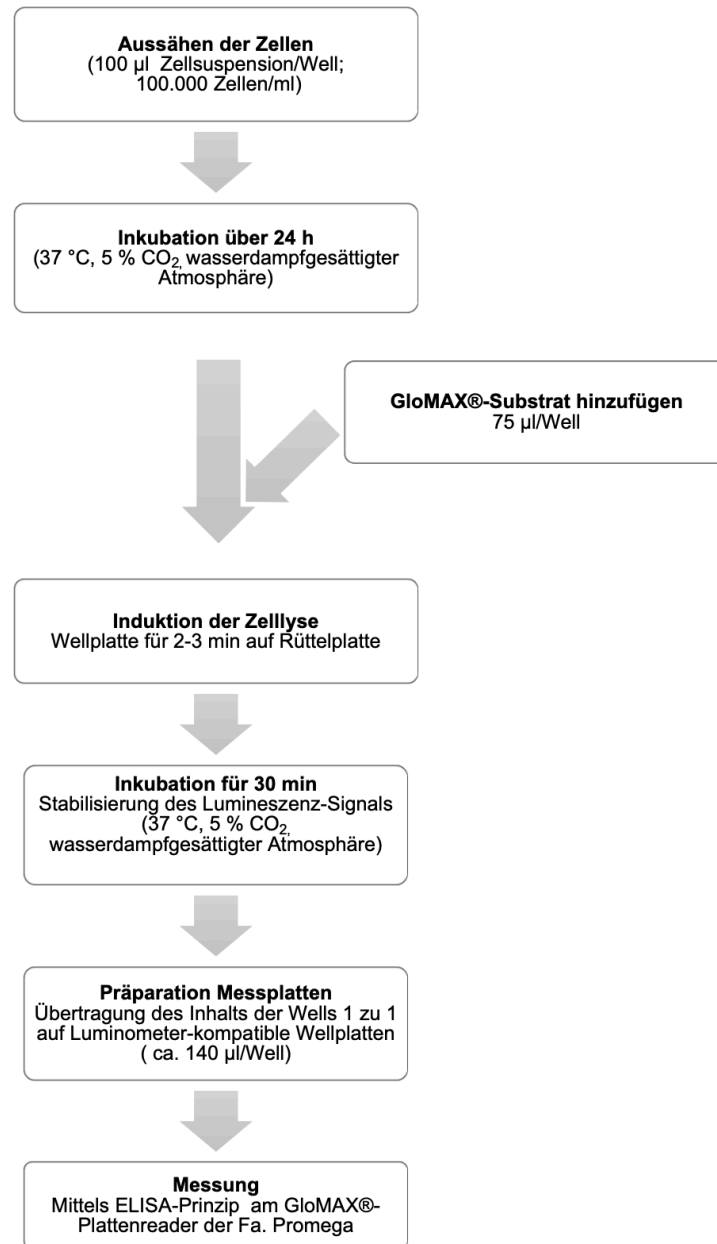 Aussähen der Zellen
(100 µl Zellsuspension/Well;
100.000 Zellen/ml)
Inkubation über 24 h
(37 °C, 5 % CO2, wasserdampfgesättigter
Atmosphäre)
GloMAX®-Substrat hinzufügen
75 µl/Well
Induktion der Zelllyse
Wellplatte für 2-3 min auf Rüttelplatte
Inkubation für 30 min
Stabilisierung des Lumineszenz-Signals
(37 °C, 5 % CO2,
wasserdampfgesättigter Atmosphäre)
Präparation Messplatten
Übertragung des Inhalts der Wells 1 zu 1
auf Luminometer-kompatible Wellplatten
( ca. 140 µl/Well)
Messung
Mittels ELISA-Prinzip am GloMAX®-
Plattenreader der Fa. Promega